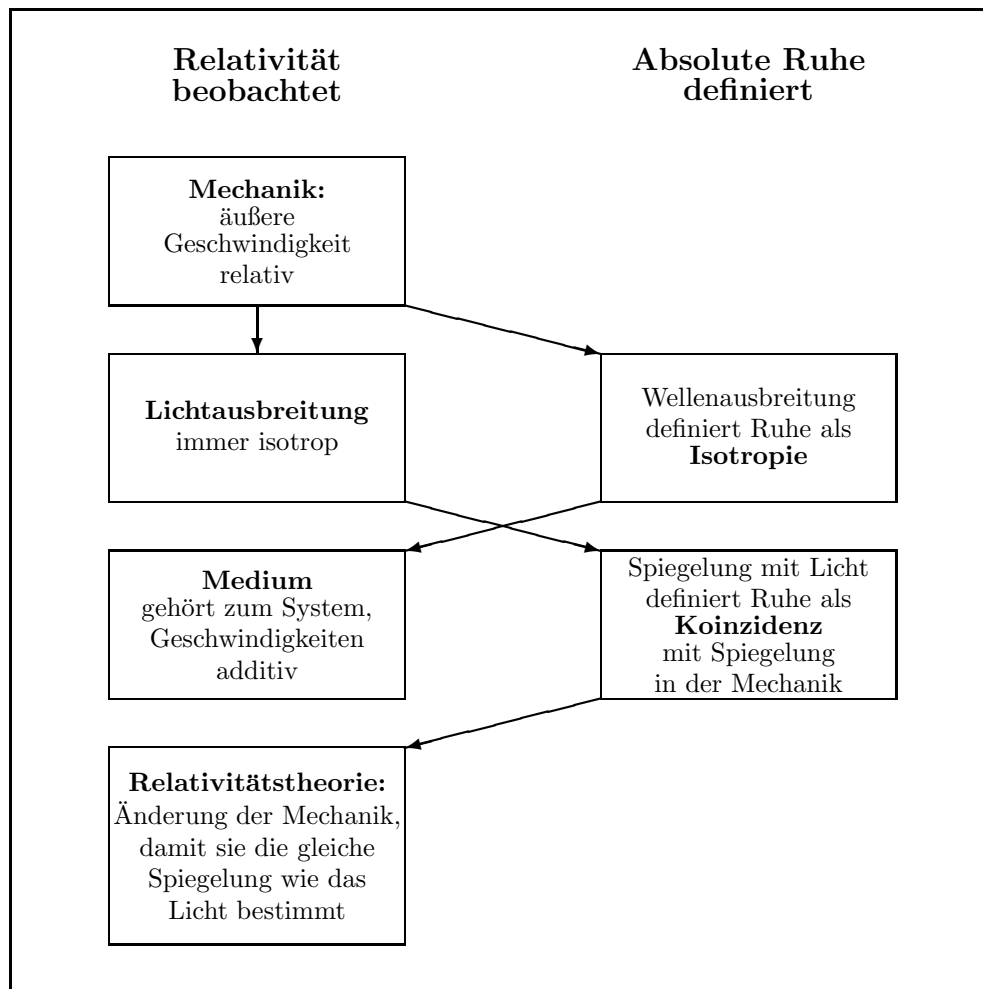 Relativität
beobachtet
Absolute Ruhe
definiert
Mechanik:
äußere
Geschwindigkeit
relativ
Lichtausbreitung
immer isotrop
Wellenausbreitung
definiert Ruhe als
Isotropie
Medium
gehört zum System,
Geschwindigkeiten
additiv
Spiegelung mit Licht
definiert Ruhe als
Koinzidenz
mit Spiegelung
in der Mechanik
Relativitätstheorie:
Änderung der Mechanik,
damit sie die gleiche
Spiegelung wie das
Licht bestimmt